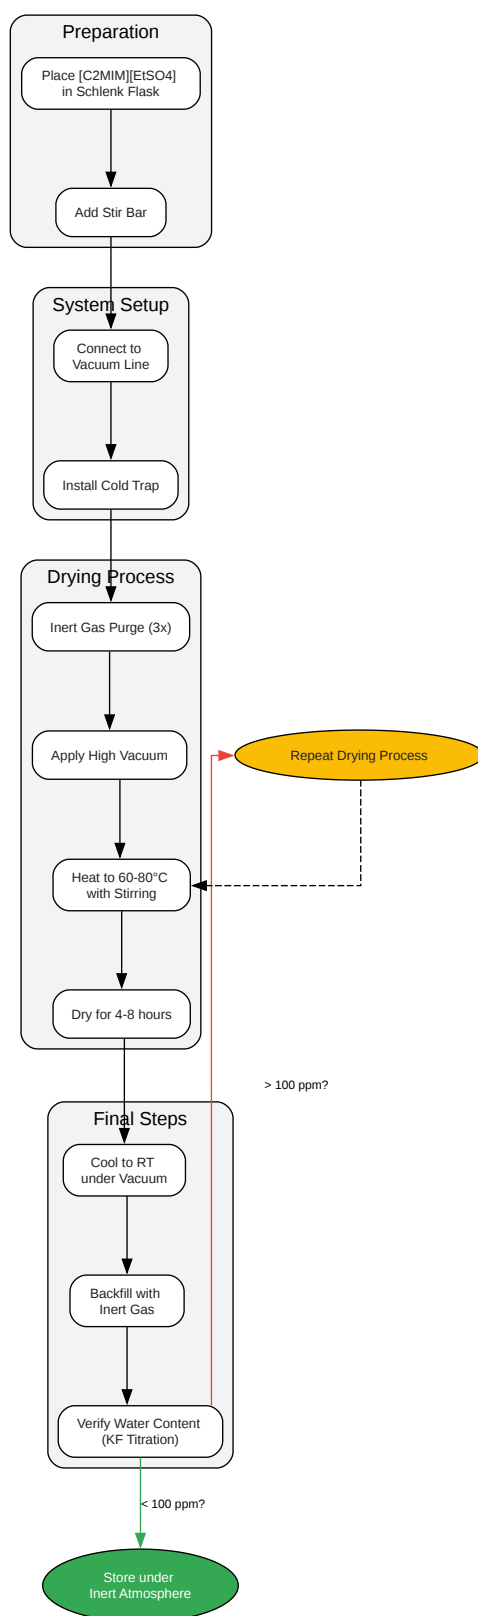 Preparation
Place [C2MIM][EtSO4]
in Schlenk Flask
Add Stir Bar
System Setup
Connect to
Vacuum Line
Install Cold Trap
Drying Process
Inert Gas Purge (3x)
Apply High Vacuum
Repeat Drying Process
Heat to 60-80°C
with Stirring
Dry for 4-8 hours
> 100 ppm?
Final Steps
Cool to RT
under Vacuum
Backfill with
Inert Gas
Verify Water Content
(KF Titration)
< 100 ppm?
Store under
Inert Atmosphere